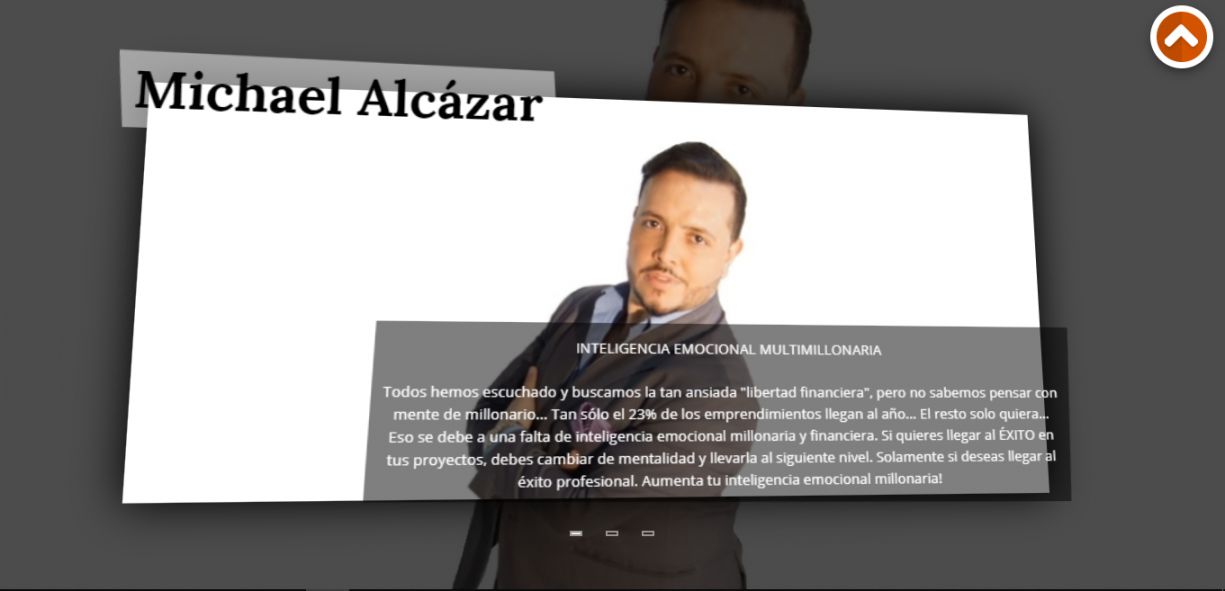 Michael Alcázar
INTELIGENCIA EMOCIONAL MULTIMILLONARIA
Todos hemos escuchado y buscamos la tan ansiada "libertad financiera", pero no sabemos pensar con
mente de millonario... Tan sólo el 23% de los emprendimientos llegan al año... El resto solo quiera...
Eso se debe a una falta de inteligencia emocional millonaria y financiera. Si quieres llegar al ÉXITO en
tus proyectos, debes cambiar de mentalidad y llevarla al siguiente nivel. Solamente si deseas llegar al
éxito profesional. Aumenta tu inteligencia emocional millonaria!